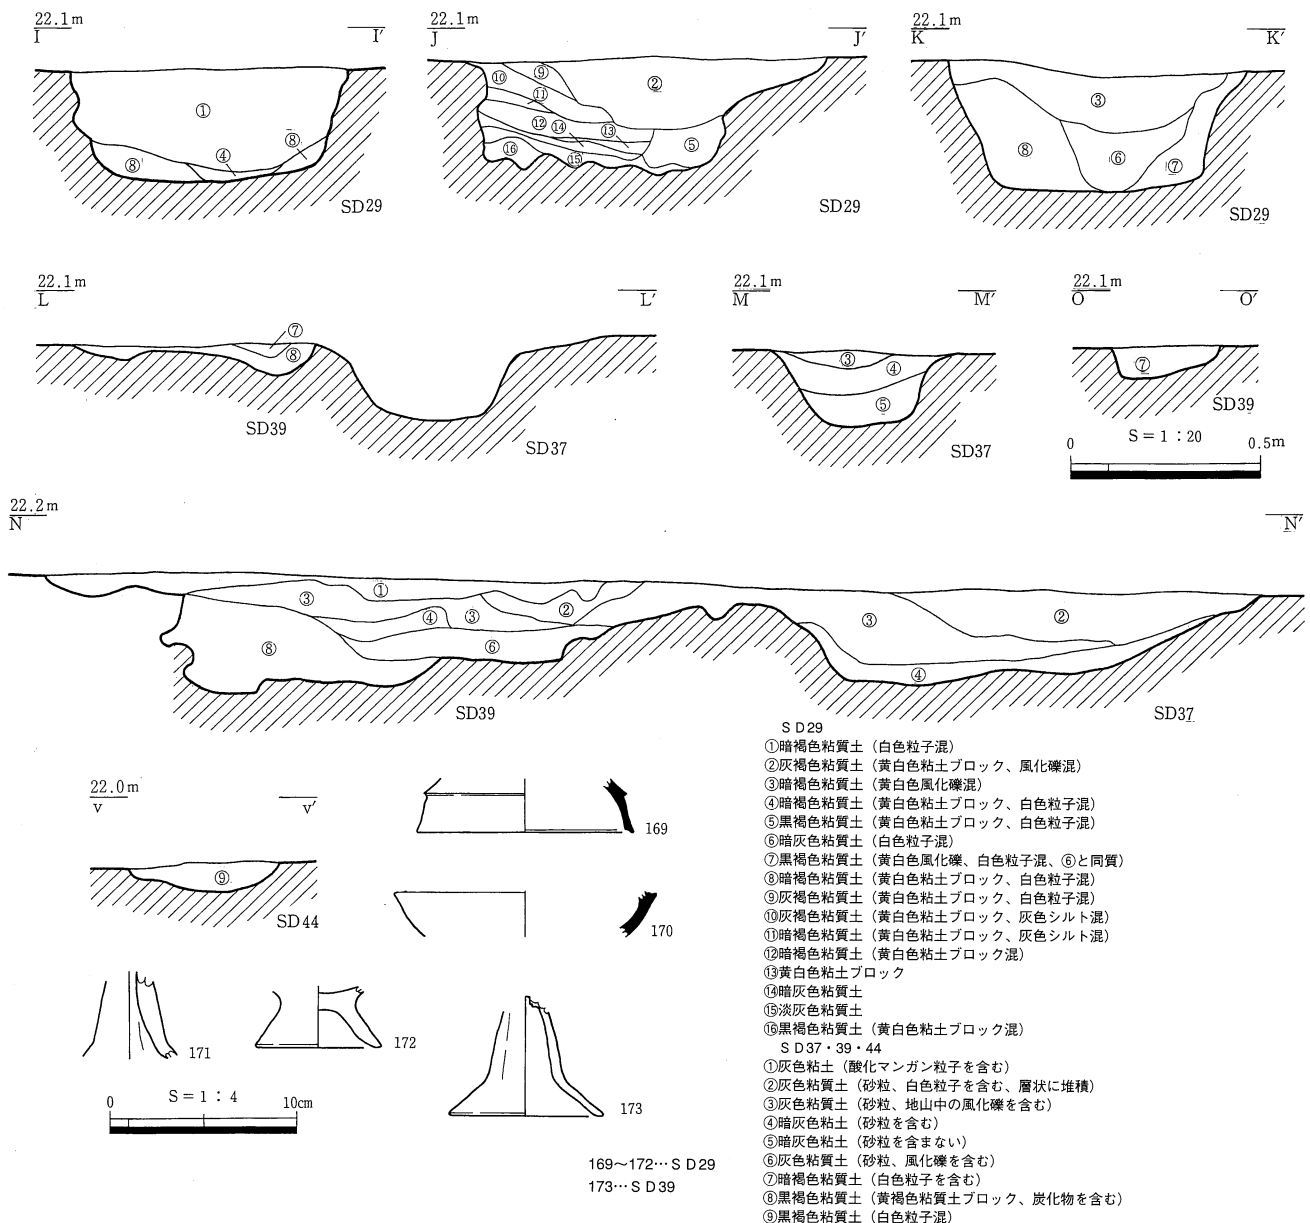 22.1m
I I′
①
⑧ ④ ⑧
SD29
22.1m
J J′
⑩ ⑨ ②
⑪
⑫ ⑭ ⑬ ⑤
⑯ ⑮
SD29
22.1m
K K′
③
⑧ ⑥ ⑦
SD29
22.1m
L L′
⑦
⑧
SD39
SD37
22.1m
M M′
③
④
⑤
SD37
22.1m
O O′
⑦
SD39
S=1:20
0 0.5m
22.2m
N N′
①
③ ④ ③ ②
⑧ ⑥
③ ②
④
SD39
SD37
22.0m
v v′
⑨
SD44
169
170
171
172
173
S=1:4
0 10cm
169〜172…SD29
173…SD39
SD29
①暗褐色粘質土（白色粒子混）
②灰褐色粘質土（黄白色粘土ブロック、風化礫混）
③暗褐色粘質土（黄白色風化礫混）
④暗褐色粘質土（黄白色粘土ブロック、白色粒子混）
⑤黒褐色粘質土（黄白色粘土ブロック、白色粒子混）
⑥暗灰色粘質土（白色粒子混）
⑦黒褐色粘質土（黄白色風化礫、白色粒子混、⑥と同質）
⑧暗褐色粘質土（黄白色粘土ブロック、白色粒子混）
⑨灰褐色粘質土（黄白色粘土ブロック、白色粒子混）
⑩灰褐色粘質土（黄白色粘土ブロック、灰色シルト混）
⑪暗褐色粘質土（黄白色粘土ブロック、灰色シルト混）
⑫暗褐色粘質土（黄白色粘土ブロック混）
⑬黄白色粘土ブロック
⑭暗灰色粘質土
⑮淡灰色粘質土
⑯黒褐色粘質土（黄白色粘土ブロック混）
SD37・39・44
①灰色粘土（酸化マンガン粒子を含む）
②灰色粘質土（砂粒、白色粒子を含む、層状に堆積）
③灰色粘質土（砂粒、地山中の風化礫を含む）
④暗灰色粘土（砂粒を含む）
⑤暗灰色粘土（砂粒を含まない）
⑥灰色粘質土（砂粒、風化礫を含む）
⑦暗褐色粘質土（白色粒子を含む）
⑧黒褐色粘質土（黄褐色粘質土ブロック、炭化物を含む）
⑨黒褐色粘質土（白色粒子混）